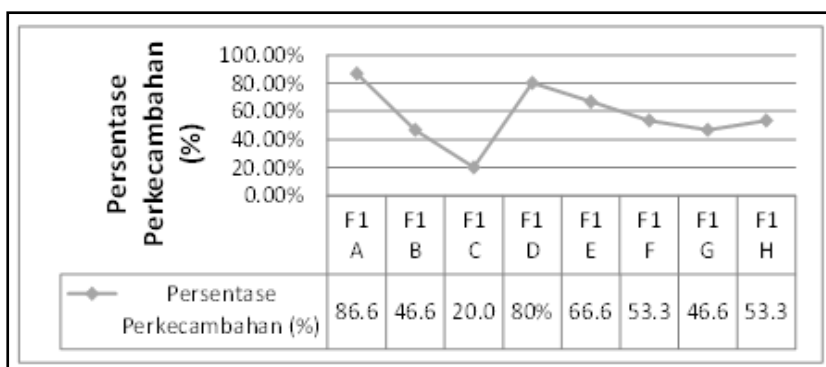 Persentase
Perkecambahan
(%)
100.00%
80.00%
60.00%
40.00%
20.00%
0.00%
F1 F1 F1 F1 F1 F1 F1 F1
A B C D E F G H
Persentase
Perkecambahan (%)
86.6 46.6 20.0 80% 66.6 53.3 46.6 53.3